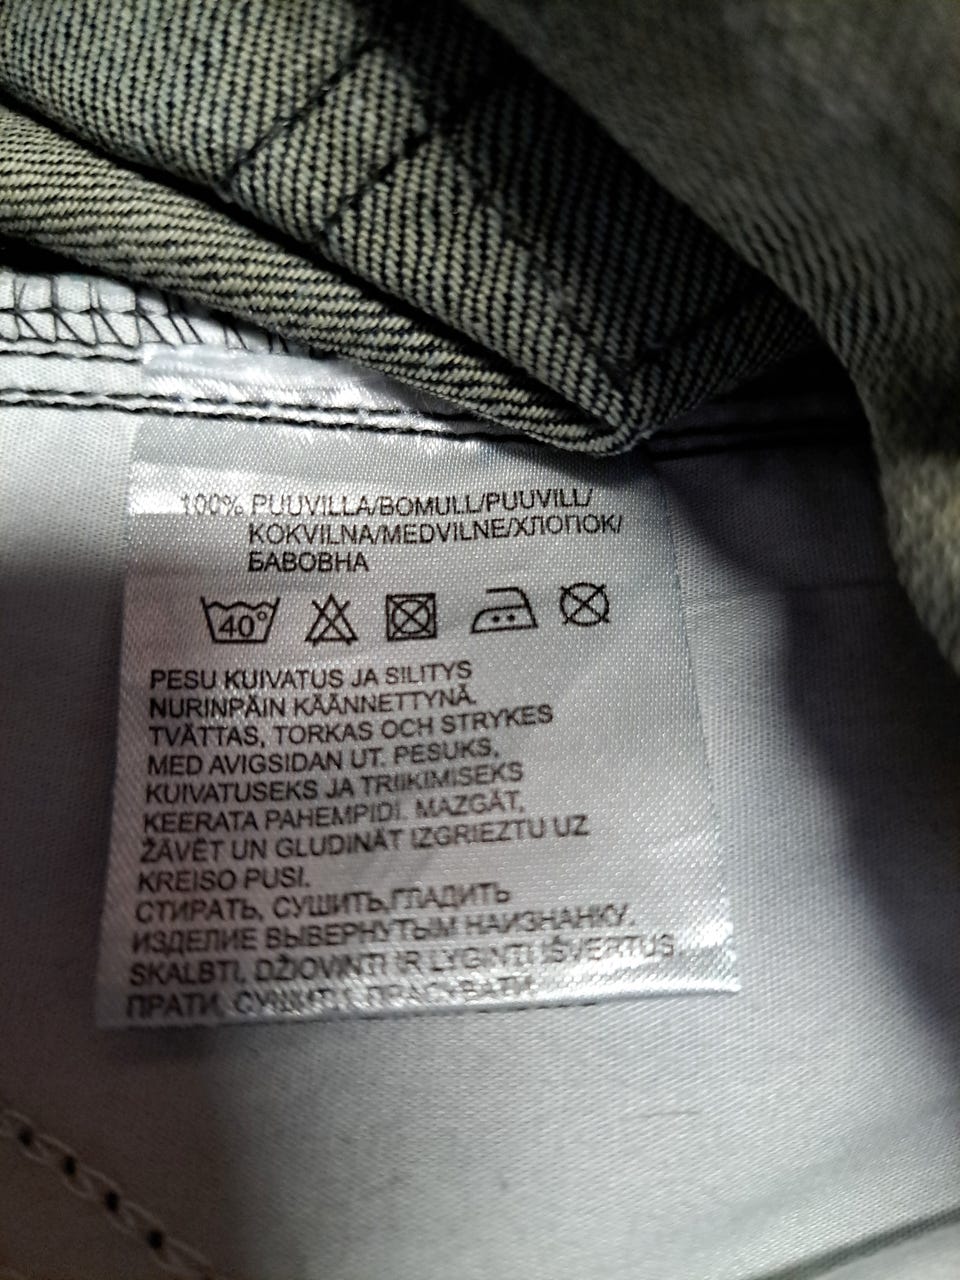 100% PUUVILLA/BOMULL/PUUVILL/
KOKVILNA/MEDVILNE/ХЛОПОК/
БАВОВНА
40°
PESU KUIVATUS JA SILITYS
NURINPÄIN KÄÄNNETTYNÄ.
TVÄTTAS, TORKAS OCH STRYKES
MED AVIGSIDAN UT. PESUKS,
KUIVATUSEKS JA TRIIKIMISEKS
KEERATA PAHEMPIDI. MAZGĀT,
ŽĀVĒT UN GLUDINĀT IZGRIEZTU UZ
KREISO PUSI.
СТИРАТЬ, СУШИТЬ,ГЛАДИТЬ
ИЗДЕЛИЕ ВЫВЕРНУТЫМ НАИЗНАНКУ.
SKALBTI, DŽIOVINTI IR LYGINTI IŠVERTUS.
ПРАТИ, СУШИТИ, ПРАСУВАТИ